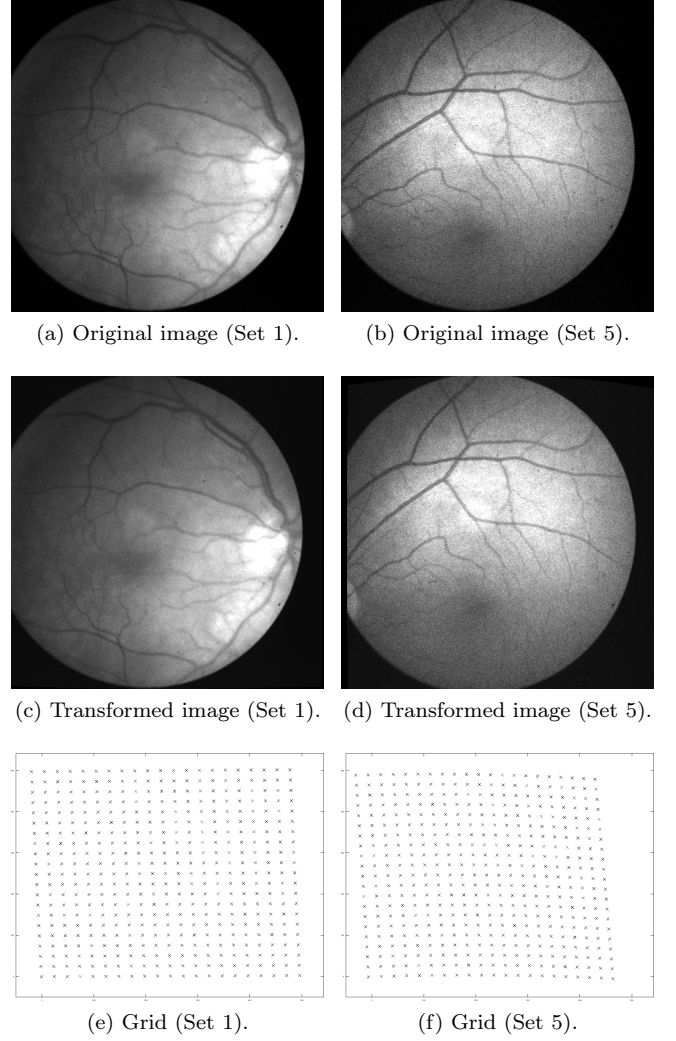 (a) Original image (Set 1).
(b) Original image (Set 5).
(c) Transformed image (Set 1).
(d) Transformed image (Set 5).
(e) Grid (Set 1).
(f) Grid (Set 5).